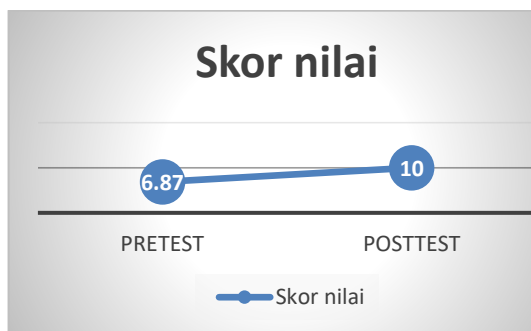 Skor nilai
6.87
10
PRETEST
POSTTEST
Skor nilai